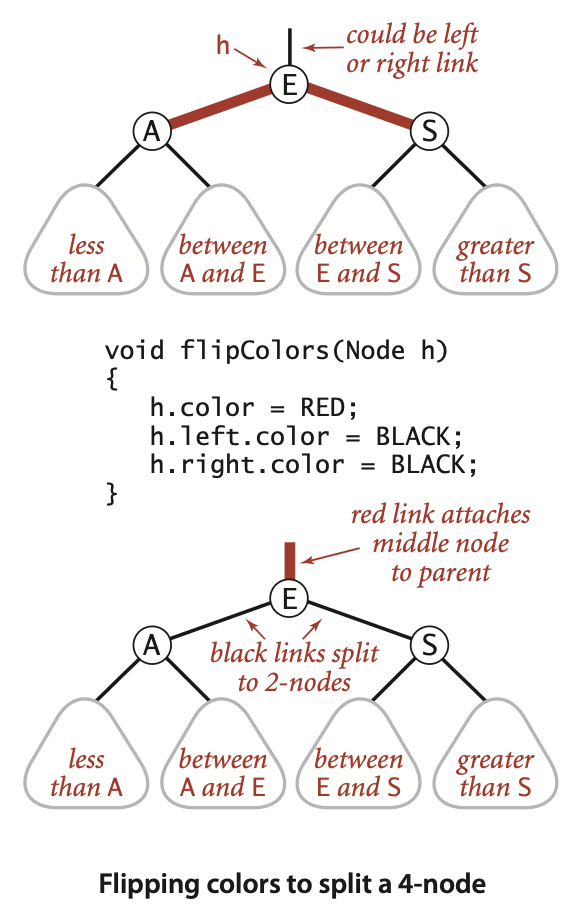 could be left
or right link
h
E
A
S
less
than A
between
A and E
between
E and S
greater
than S
void flipColors(Node h)
{
h.color = RED;
h.left.color = BLACK;
h.right.color = BLACK;
}
red link attaches
middle node
to parent
E
A
S
black links split
to 2-nodes
less
than A
between
A and E
between
E and S
greater
than S
Flipping colors to split a 4-node